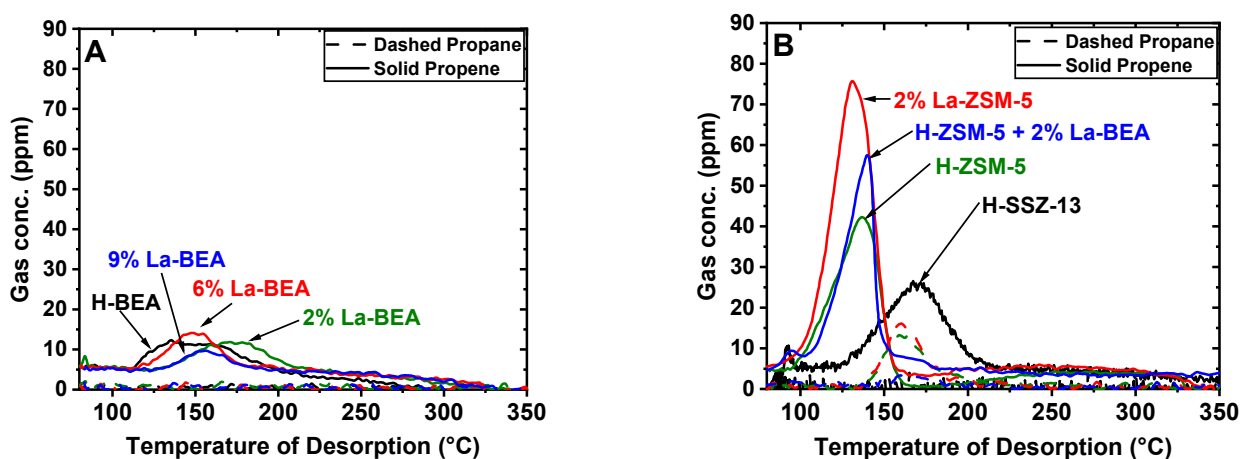 A
Dashed Propane
Solid Propene
90
80
70
60
50
40
30
20
10
0
Gas conc. (ppm)
9% La-BEA
H-BEA
6% La-BEA
2% La-BEA
100
150
200
250
300
350
Temperature of Desorption (°C)
B
Dashed Propane
Solid Propene
90
80
70
60
50
40
30
20
10
0
Gas conc. (ppm)
2% La-ZSM-5
H-ZSM-5 + 2% La-BEA
H-ZSM-5
H-SSZ-13
100
150
200
250
300
350
Temperature of Desorption (°C)